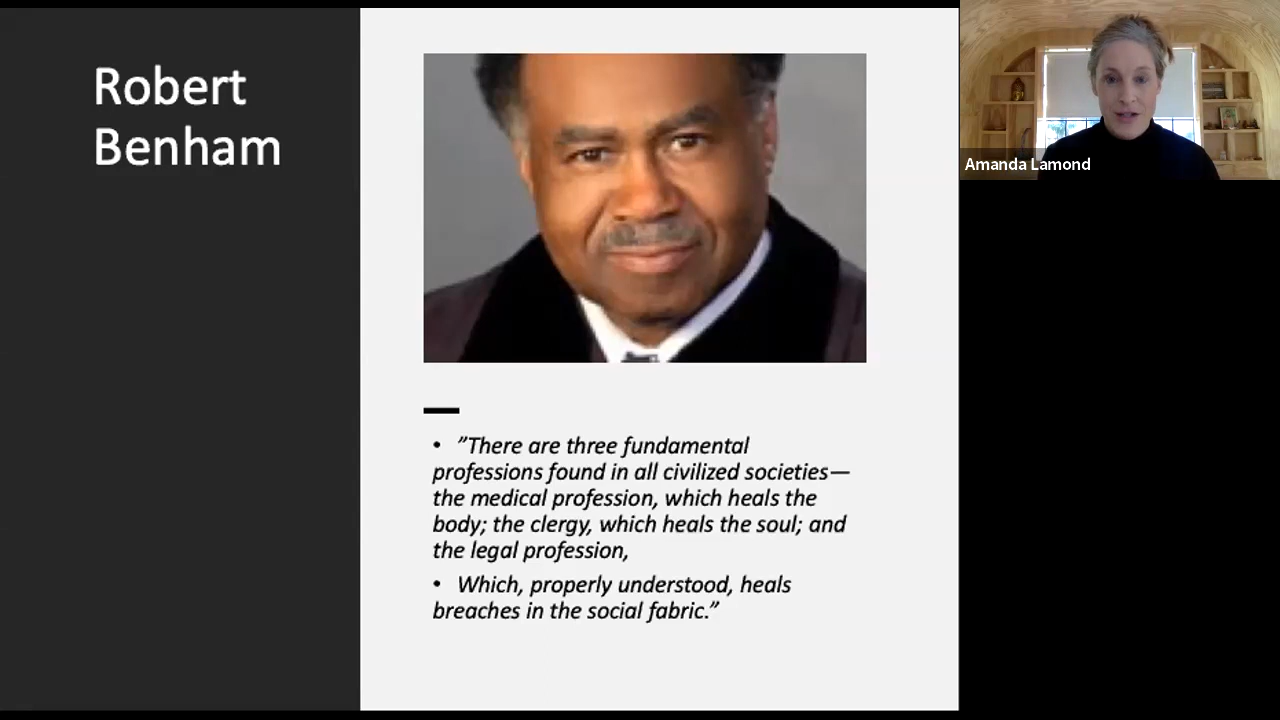 Robert
Benham
Amanda Lamond
• ”There are three fundamental
professions found in all civilized societies—
the medical profession, which heals the
body; the clergy, which heals the soul; and
the legal profession,
• Which, properly understood, heals
breaches in the social fabric.”